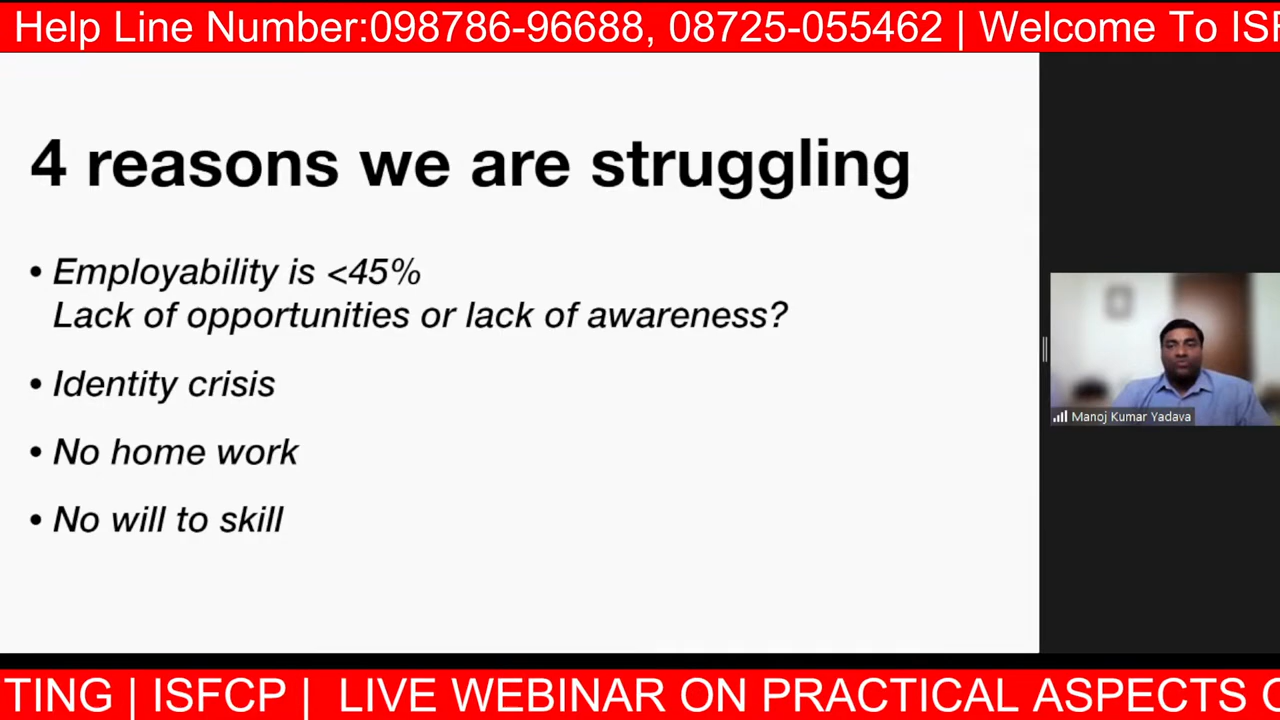 Help Line Number:098786-96688, 08725-055462 | Welcome To
4 reasons we are struggling
• Employability is <45%
Lack of opportunities or lack of awareness?
• Identity crisis
• No home work
• No will to skill
Manoj Kumar Yadava
TING | ISFCP | LIVE WEBINAR ON PRACTICAL ASPECTS